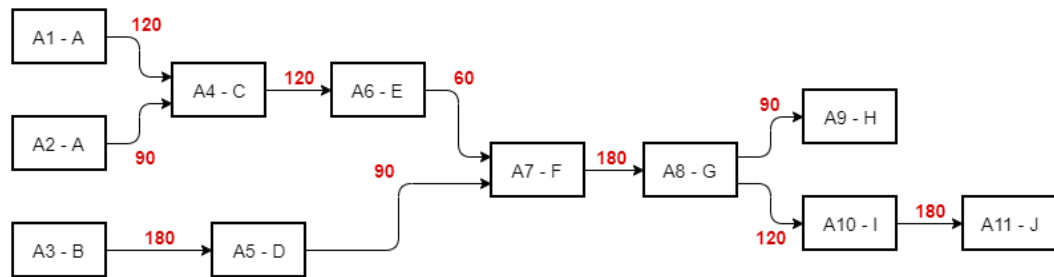 A1 - A
120
A4 - C
120
A6 - E
60
A2 - A
90
A3 - B
180
A5 - D
90
A7 - F
180
A8 - G
90
A9 - H
120
A10 - I
180
A11 - J